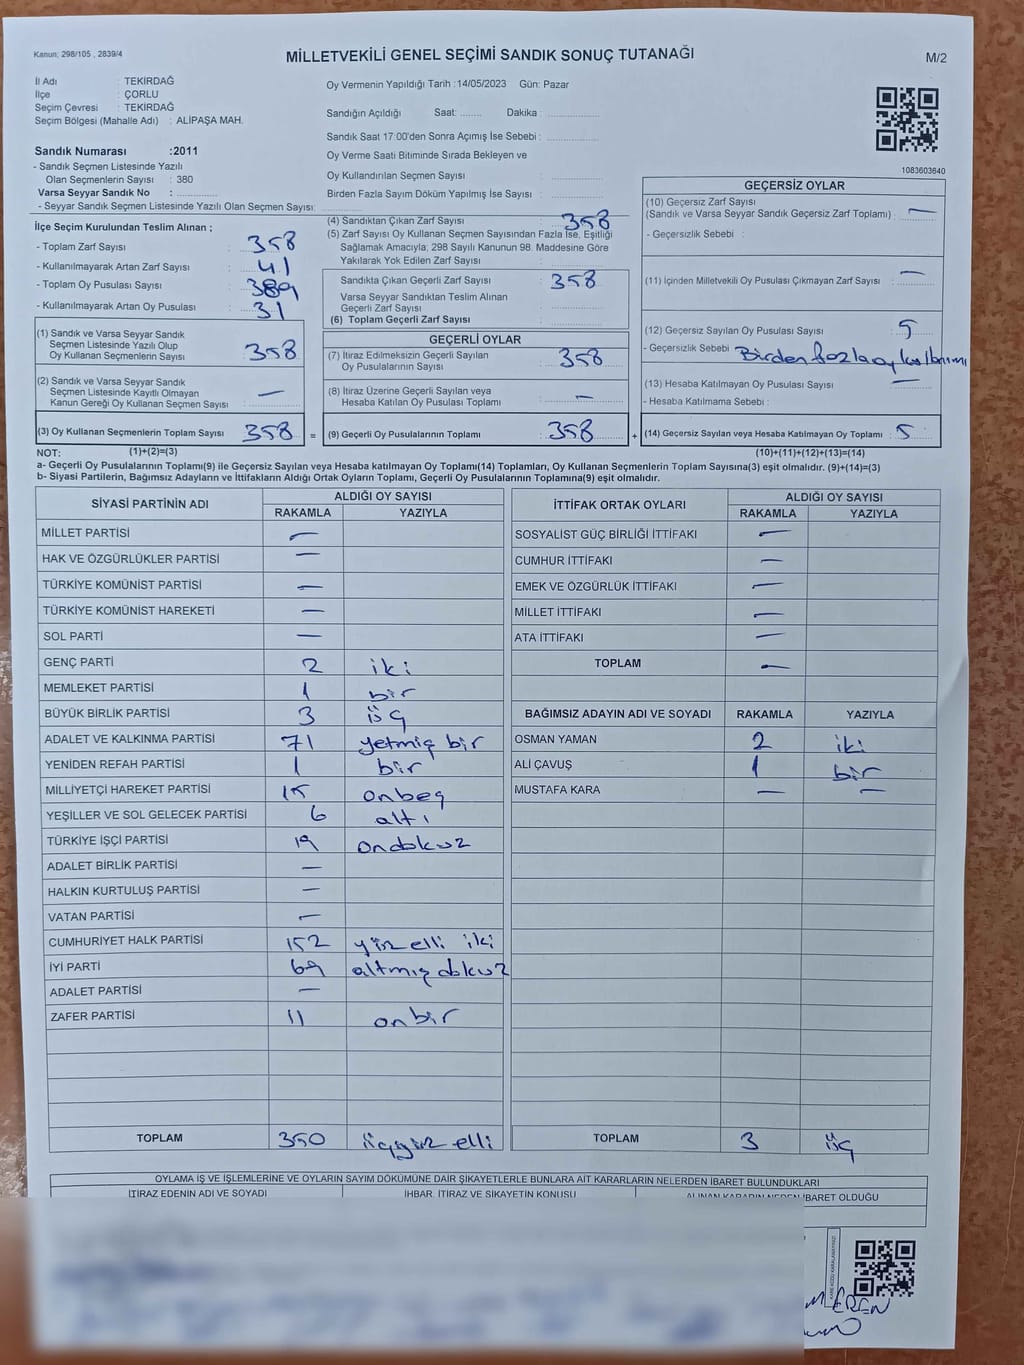 Kanun; 298/105 , 2839/4
MİLLETVEKİLİ GENEL SEÇİMİ SANDIK SONUÇ TUTANAĞI
M/2
İl Adı : TEKİRDAĞ
İlçe : ÇORLU
Seçim Çevresi : TEKİRDAĞ
Seçim Bölgesi (Mahalle Adı) : ALİPAŞA MAH.
Sandık Numarası :2011
- Sandık Seçmen Listesinde Yazılı
Olan Seçmenlerin Sayısı : 380
Varsa Seyyar Sandık No :
- Seyyar Sandık Seçmen Listesinde Yazılı Olan Seçmen Sayısı:
Oy Vermenin Yapıldığı Tarih :14/05/2023 Gün: Pazar
Sandığın Açıldığı Saat: Dakika :
Sandık Saat 17:00'den Sonra Açımış İse Sebebi :
Oy Verme Saati Bitiminde Sırada Bekleyen ve
Oy Kullandırılan Seçmen Sayısı :
Birden Fazla Sayım Döküm Yapılmış İse Sayısı :
1083603640
İlçe Seçim Kurulundan Teslim Alınan ;
- Toplam Zarf Sayısı : 358
- Kullanılmayarak Artan Zarf Sayısı : 41
- Toplam Oy Pusulası Sayısı : 389
- Kullanılmayarak Artan Oy Pusulası : 31
(1) Sandık ve Varsa Seyyar Sandık
Seçmen Listesinde Yazılı Olup
Oy Kullanan Seçmenlerin Sayısı : 358
(2) Sandık ve Varsa Seyyar Sandık
Seçmen Listesinde Kayıtlı Olmayan
Kanun Gereği Oy Kullanan Seçmen Sayısı : —
(3) Oy Kullanan Seçmenlerin Toplam Sayısı : 358
=
(4) Sandıktan Çıkan Zarf Sayısı : 358
(5) Zarf Sayısı Oy Kullanan Seçmen Sayısından Fazla İse, Eşitliği
Sağlamak Amacıyla; 298 Sayılı Kanunun 98. Maddesine Göre
Yakılarak Yok Edilen Zarf Sayısı :
Sandıkta Çıkan Geçerli Zarf Sayısı : 358
Varsa Seyyar Sandıktan Teslim Alınan
Geçerli Zarf Sayısı :
(6) Toplam Geçerli Zarf Sayısı :
GEÇERLİ OYLAR
(7) İtiraz Edilmeksizin Geçerli Sayılan
Oy Pusulalarının Sayısı : 358
(8) İtiraz Üzerine Geçerli Sayılan veya
Hesaba Katılan Oy Pusulası Toplamı : —
(9) Geçerli Oy Pusulalarının Toplamı : 358
+
GEÇERSİZ OYLAR
(10) Geçersiz Zarf Sayısı
(Sandık ve Varsa Seyyar Sandık Geçersiz Zarf Toplamı) : —
- Geçersizlik Sebebi :
(11) İçinden Milletvekili Oy Pusulası Çıkmayan Zarf Sayısı : —
(12) Geçersiz Sayılan Oy Pusulası Sayısı : 5
- Geçersizlik Sebebi : Birden fazla oy kullanımı
(13) Hesaba Katılmayan Oy Pusulası Sayısı : —
- Hesaba Katılmama Sebebi :
(14) Geçersiz Sayılan veya Hesaba Katılmayan Oy Toplamı : 5
NOT: (1)+(2)=(3) (10)+(11)+(12)+(13)=(14)
a- Geçerli Oy Pusulalarının Toplamı(9) ile Geçersiz Sayılan veya Hesaba katılmayan Oy Toplamı(14) Toplamları, Oy Kullanan Seçmenlerin Toplam Sayısına(3) eşit olmalıdır. (9)+(14)=(3)
b- Siyasi Partilerin, Bağımsız Adayların ve İttifakların Aldığı Ortak Oyların Toplamı, Geçerli Oy Pusulalarının Toplamına(9) eşit olmalıdır.
SİYASİ PARTİNİN ADI ALDIĞI OY SAYISI
RAKAMLA YAZIYLA
MİLLET PARTİSİ —
HAK VE ÖZGÜRLÜKLER PARTİSİ —
TÜRKİYE KOMÜNİST PARTİSİ —
TÜRKİYE KOMÜNİST HAREKETİ —
SOL PARTİ —
GENÇ PARTİ 2 iki
MEMLEKET PARTİSİ 1 bir
BÜYÜK BİRLİK PARTİSİ 3 üç
ADALET VE KALKINMA PARTİSİ 71 yetmiş bir
YENİDEN REFAH PARTİSİ 1 bir
MİLLİYETÇİ HAREKET PARTİSİ 15 onbeş
YEŞİLLER VE SOL GELECEK PARTİSİ 6 altı
TÜRKİYE İŞÇİ PARTİSİ 19 ondokuz
ADALET BİRLİK PARTİSİ —
HALKIN KURTULUŞ PARTİSİ —
VATAN PARTİSİ —
CUMHURİYET HALK PARTİSİ 152 yüz elli iki
İYİ PARTİ 69 altmış dokuz
ADALET PARTİSİ —
ZAFER PARTİSİ 11 onbir
TOPLAM 350 üçyüz elli
İTTİFAK ORTAK OYLARI ALDIĞI OY SAYISI
RAKAMLA YAZIYLA
SOSYALİST GÜÇ BİRLİĞİ İTTİFAKI —
CUMHUR İTTİFAKI —
EMEK VE ÖZGÜRLÜK İTTİFAKI —
MİLLET İTTİFAKI —
ATA İTTİFAKI —
TOPLAM —
BAĞIMSIZ ADAYIN ADI VE SOYADI RAKAMLA YAZIYLA
OSMAN YAMAN 2 iki
ALİ ÇAVUŞ 1 bir
MUSTAFA KARA — —
TOPLAM 3 üç
OYLAMA İŞ VE İŞLEMLERİNE VE OYLARIN SAYIM DÖKÜMÜNE DAİR ŞİKAYETLERLE BUNLARA AİT KARARLARIN NELERDEN İBARET BULUNDUKLARI
İTİRAZ EDENİN ADI VE SOYADI İHBAR, İTİRAZ VE ŞİKAYETİN KONUSU ALINAN KARARIN NEDEN İBARET OLDUĞU
EREN